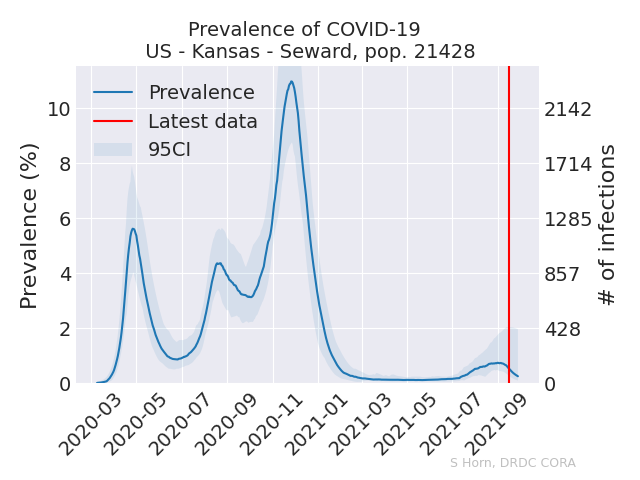 Prevalence of COVID-19
US - Kansas - Seward, pop. 21428
Prevalence
Latest data
95CI
Prevalence (%)
10
8
6
4
2
0
2142
1714
1285
857
428
0
# of infections
2020-03
2020-05
2020-07
2020-09
2020-11
2021-01
2021-03
2021-05
2021-07
2021-09
S Horn, DRDC CORA